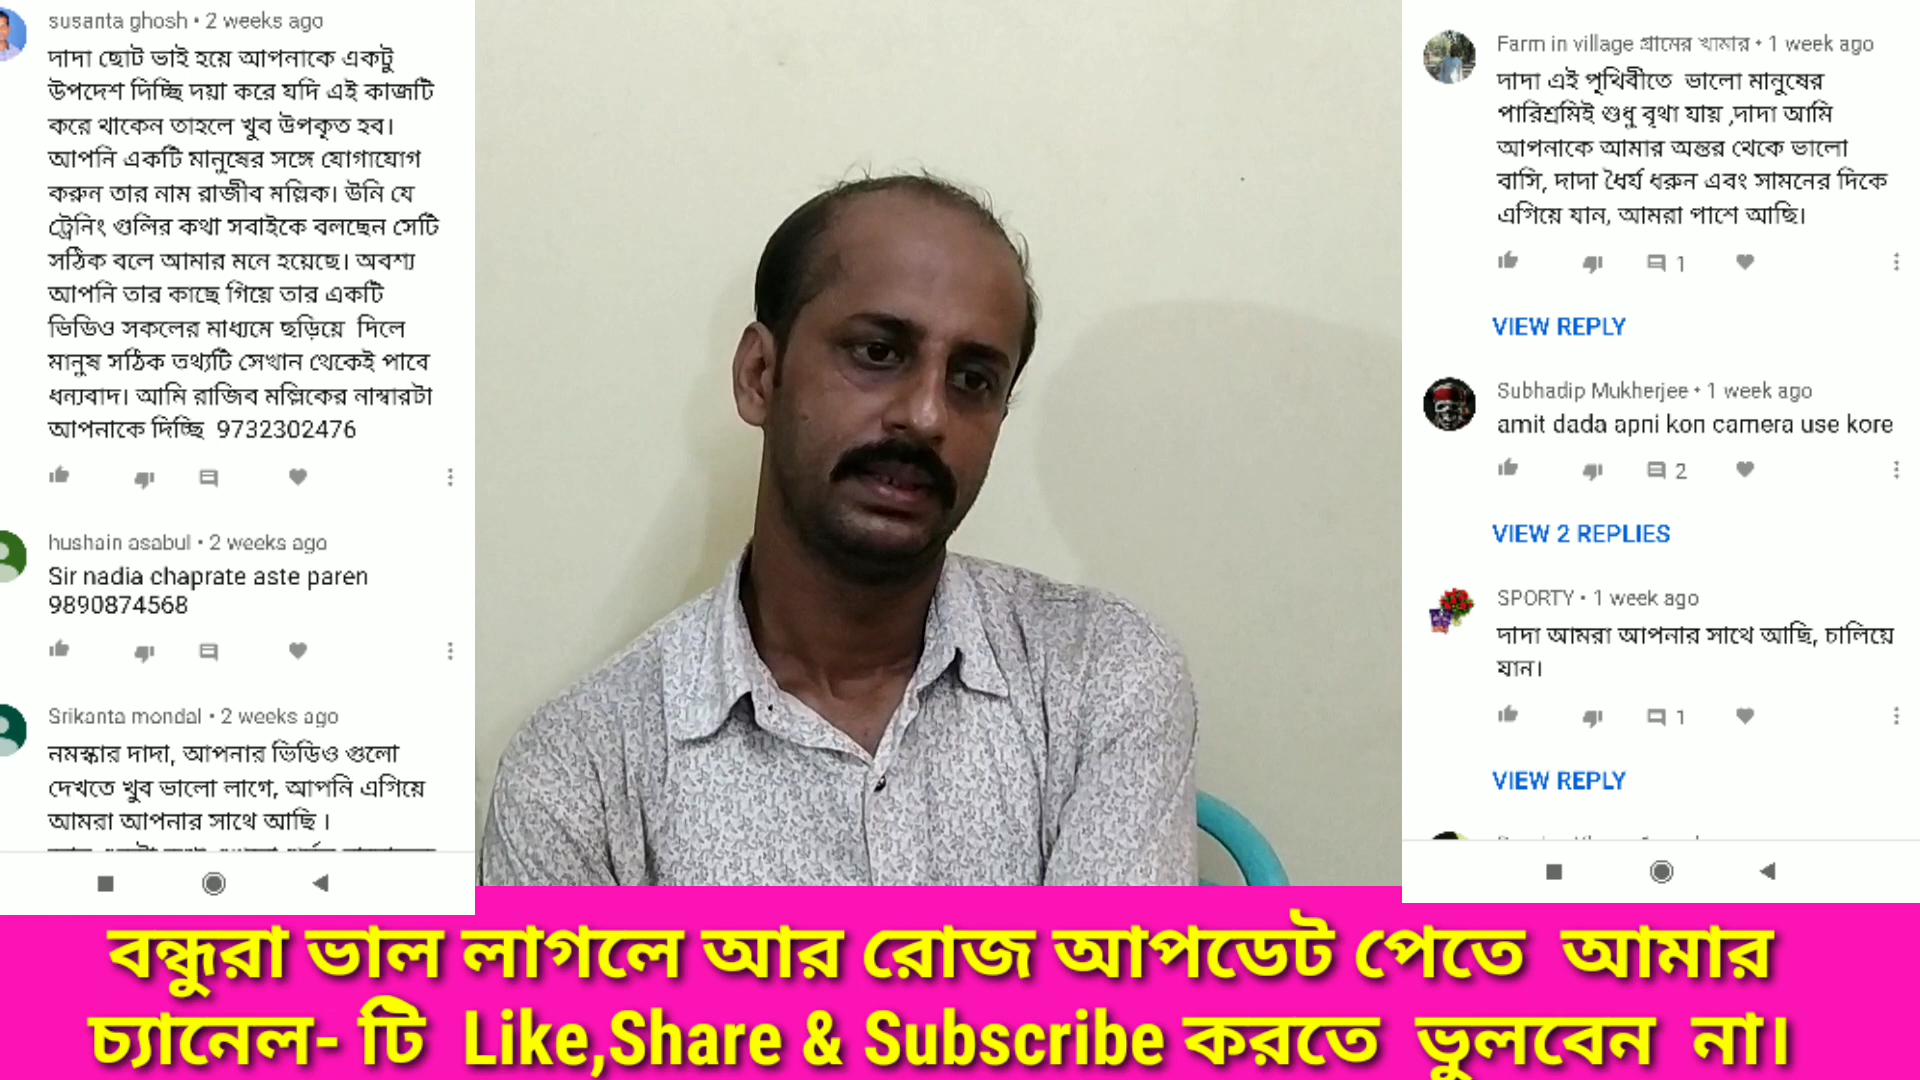 susanta ghosh • 2 weeks ago
দাদা ছোট ভাই হয়ে আপনাকে একটু
উপদেশ দিচ্ছি দয়া করে যদি এই কাজটি
করে থাকেন তাহলে খুব উপকৃত হব।
আপনি একটি মানুষের সঙ্গে যোগাযোগ
করুন তার নাম রাজীব মল্লিক। উনি যে
ট্রেনিং গুলির কথা সবাইকে বলছেন সেটি
সঠিক বলে আমার মনে হয়েছে। অবশ্য
আপনি তার কাছে গিয়ে তার একটি
ভিডিও সকলের মাধ্যমে ছড়িয়ে দিলে
মানুষ সঠিক তথ্যটি সেখান থেকেই পাবে
ধন্যবাদ। আমি রাজিব মল্লিকের নাম্বারটা
আপনাকে দিচ্ছি 9732302476
hushain asabul • 2 weeks ago
Sir nadia chaprate aste paren
9890874568
Srikanta mondal • 2 weeks ago
নমস্কার দাদা, আপনার ভিডিও গুলো
দেখতে খুব ভালো লাগে, আপনি এগিয়ে
আমরা আপনার সাথে আছি ।
Farm in village গ্রামের খামার • 1 week ago
দাদা এই পৃথিবীতে ভালো মানুষের
পারিশ্রমিই শুধু বৃথা যায় ,দাদা আমি
আপনাকে আমার অন্তর থেকে ভালো
বাসি, দাদা ধৈর্য ধরুন এবং সামনের দিকে
এগিয়ে যান, আমরা পাশে আছি।
1
VIEW REPLY
Subhadip Mukherjee • 1 week ago
amit dada apni kon camera use kore
2
VIEW 2 REPLIES
SPORTY • 1 week ago
দাদা আমরা আপনার সাথে আছি, চালিয়ে
যান।
1
VIEW REPLY
বন্ধুরা ভাল লাগলে আর রোজ আপডেট পেতে আমার
চ্যানেল- টি Like,Share & Subscribe করতে ভুলবেন না।